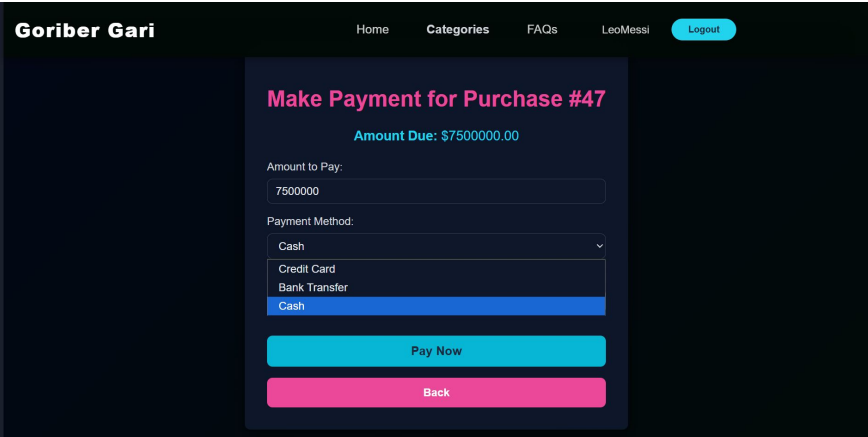 Goriber Gari Home Categories FAQs LeoMessi Logout
Make Payment for Purchase #47
Amount Due: $7500000.00
Amount to Pay:
7500000
Payment Method:
Cash
Credit Card
Bank Transfer
Cash
Pay Now
Back